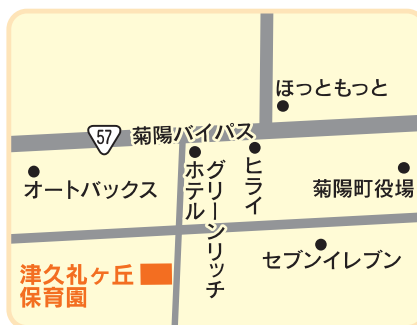 ほっともっと
57
菊陽バイパス
オートバックス
ホテル
グリーンリッチ
ヒライ
菊陽町役場
セブンイレブン
津久礼ヶ丘
保育園